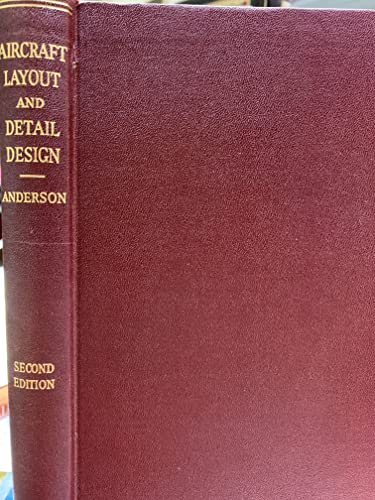 AIRCRAFT
LAYOUT
AND
DETAIL
DESIGN
ANDERSON
SECOND
EDITION